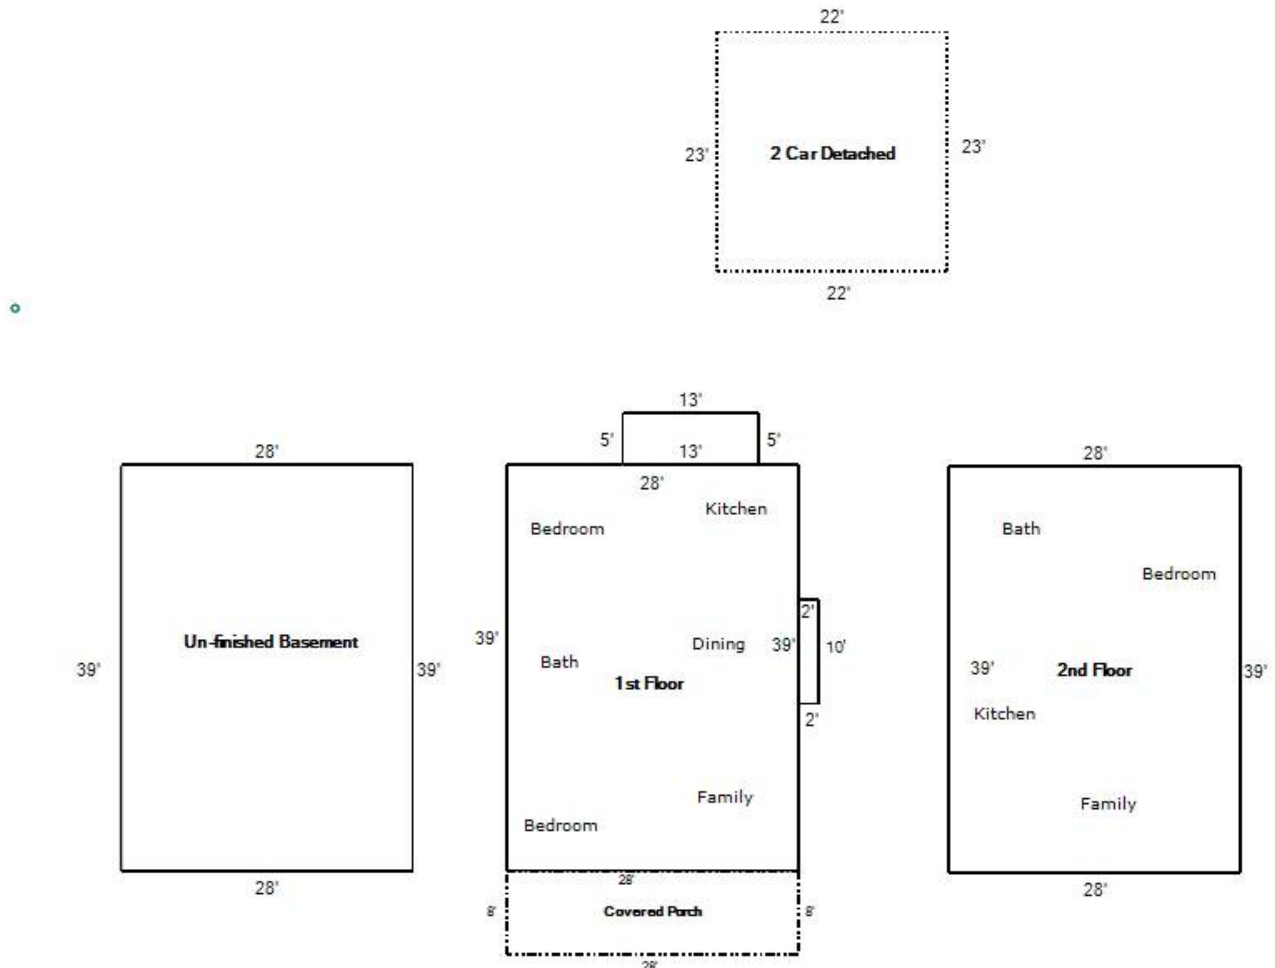 22'
23'
2 Car Detached
23'
22'
13'
5'
5'
13'
28'
28'
28'
Kitchen
Bedroom
Bath
Bedroom
2'
Un-finished Basement
39'
Dining
39'
10'
Bath
39'
39'
1st Floor
39'
2nd Floor
39'
2'
Kitchen
Family
Family
Bedroom
28'
28'
28'
8'
Covered Porch
8'
28'